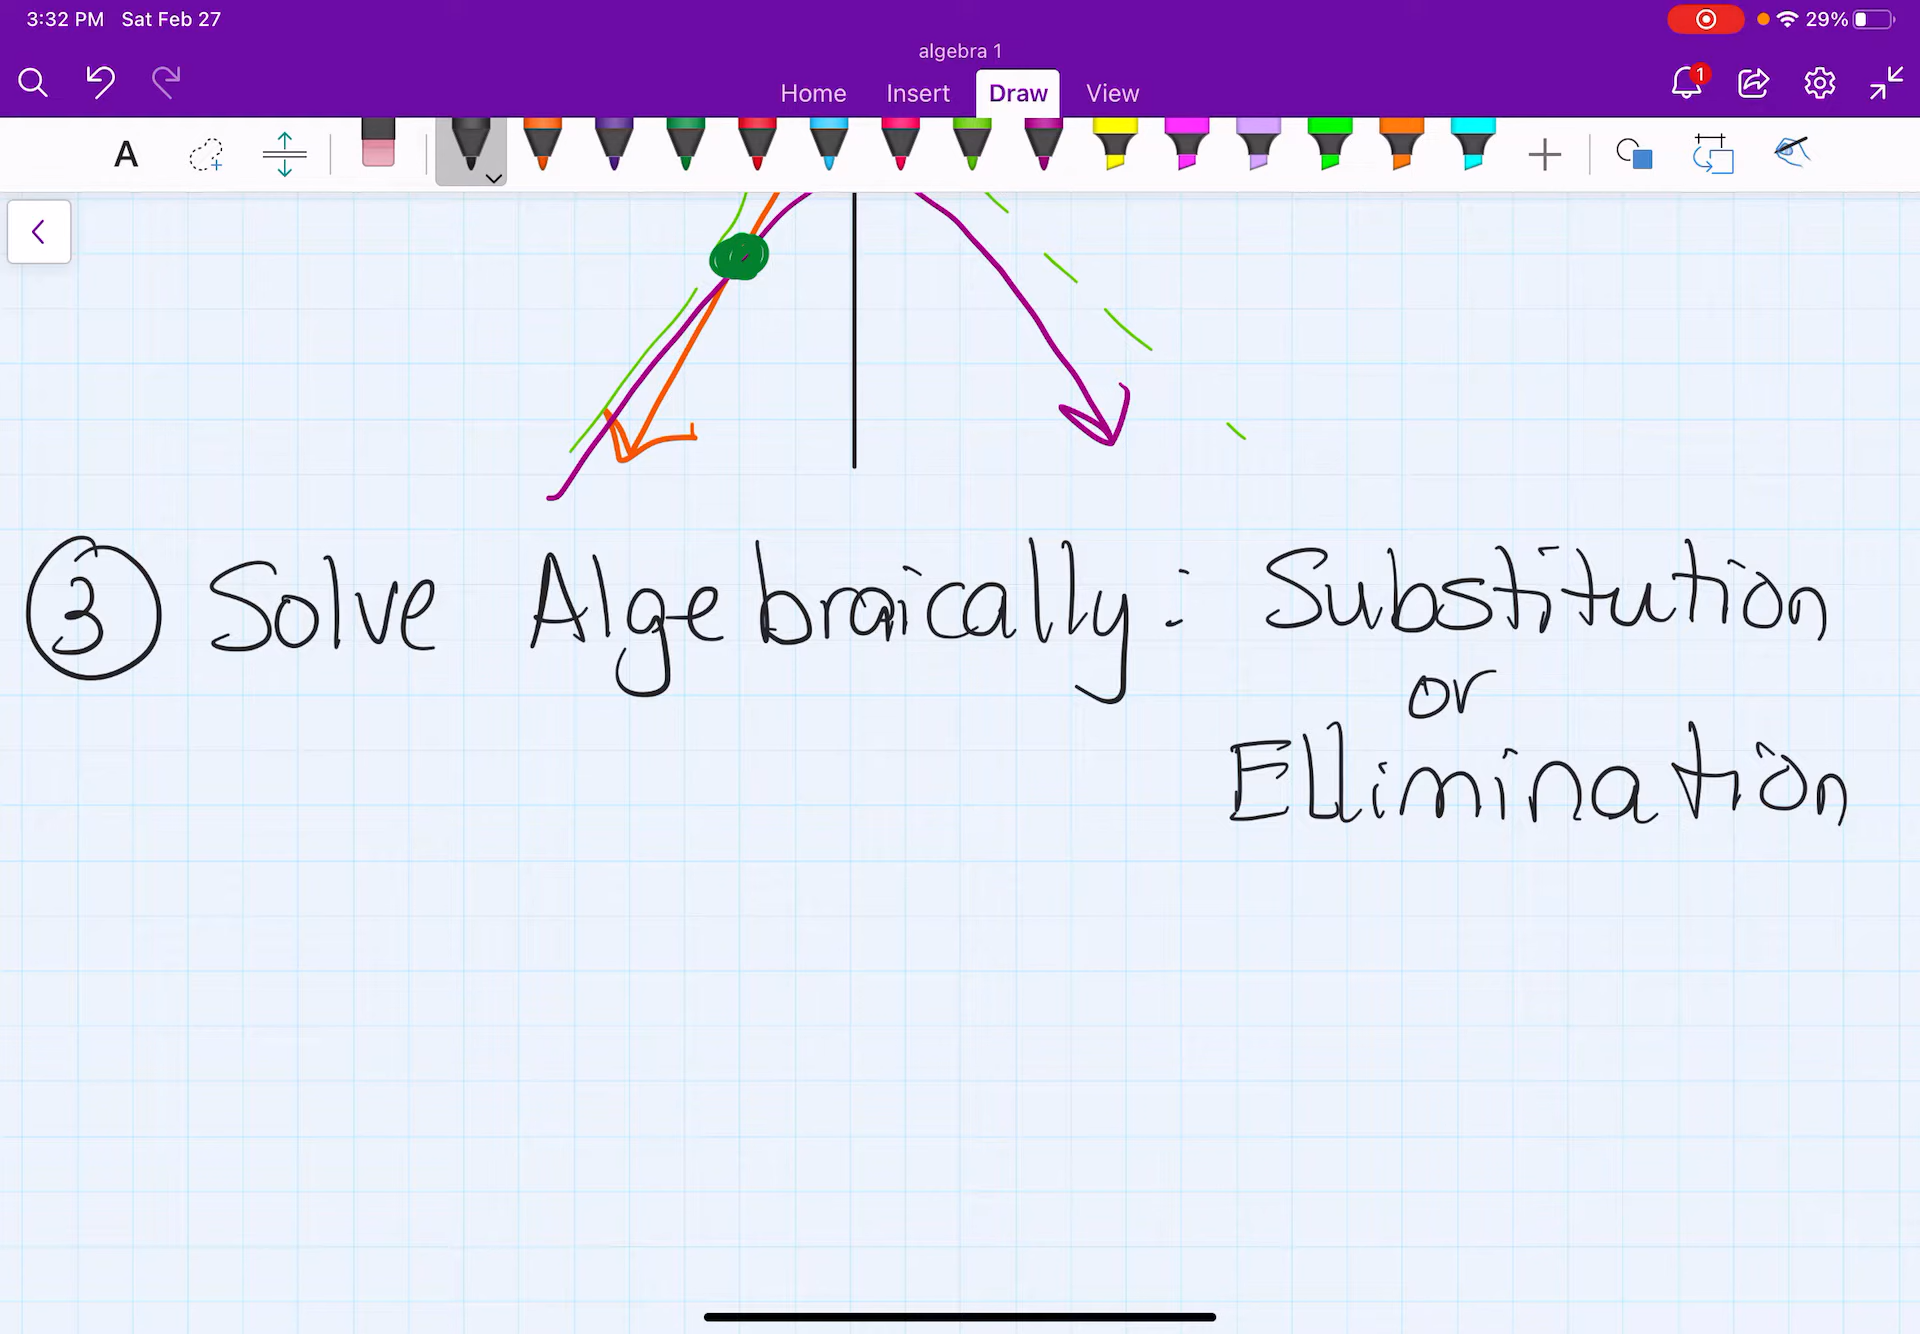 3:32 PM Sat Feb 27
29%
algebra 1
Home Insert Draw View
1
A
③ Solve Algebraically: Substitution
or
Ellimination